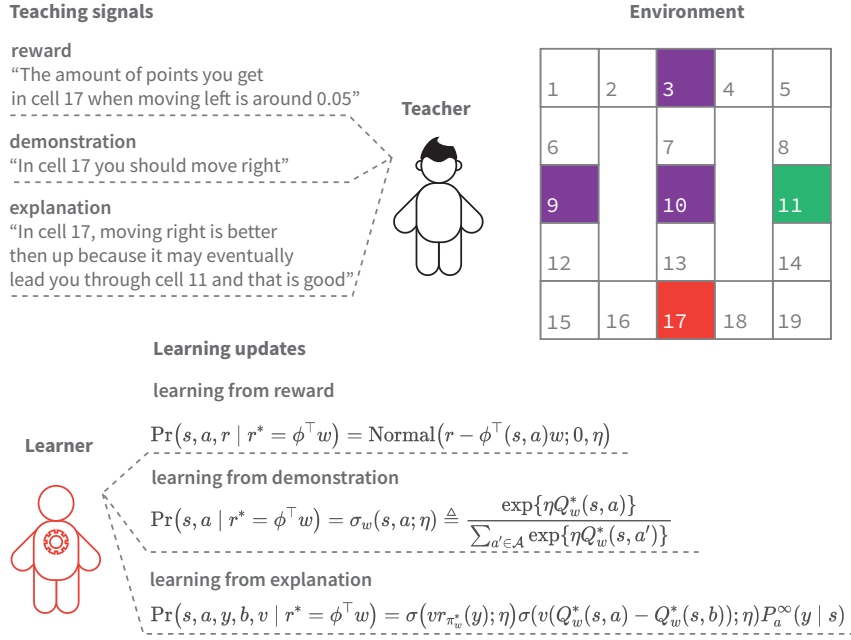 Teaching signals
reward
“The amount of points you get
in cell 17 when moving left is around 0.05”
demonstration
“In cell 17 you should move right”
explanation
“In cell 17, moving right is better
then up because it may eventually
lead you through cell 11 and that is good”
Teacher
Environment
1 2 3 4 5
6 7 8
9 10 11
12 13 14
15 16 17 18 19
Learning updates
Learner
learning from reward
Pr(s, a, r | r* = ϕ⊤w) = Normal(r − ϕ⊤(s, a)w; 0, η)
learning from demonstration
Pr(s, a | r* = ϕ⊤w) = σ_w(s, a; η) ≜ exp{ηQ*_w(s, a)} / ∑_{a′∈𝒜} exp{ηQ*_w(s, a′)}
learning from explanation
Pr(s, a, y, b, v | r* = ϕ⊤w) = σ(vr_{π*_w}(y); η)σ(v(Q*_w(s, a) − Q*_w(s, b)); η)P_a^∞(y | s)